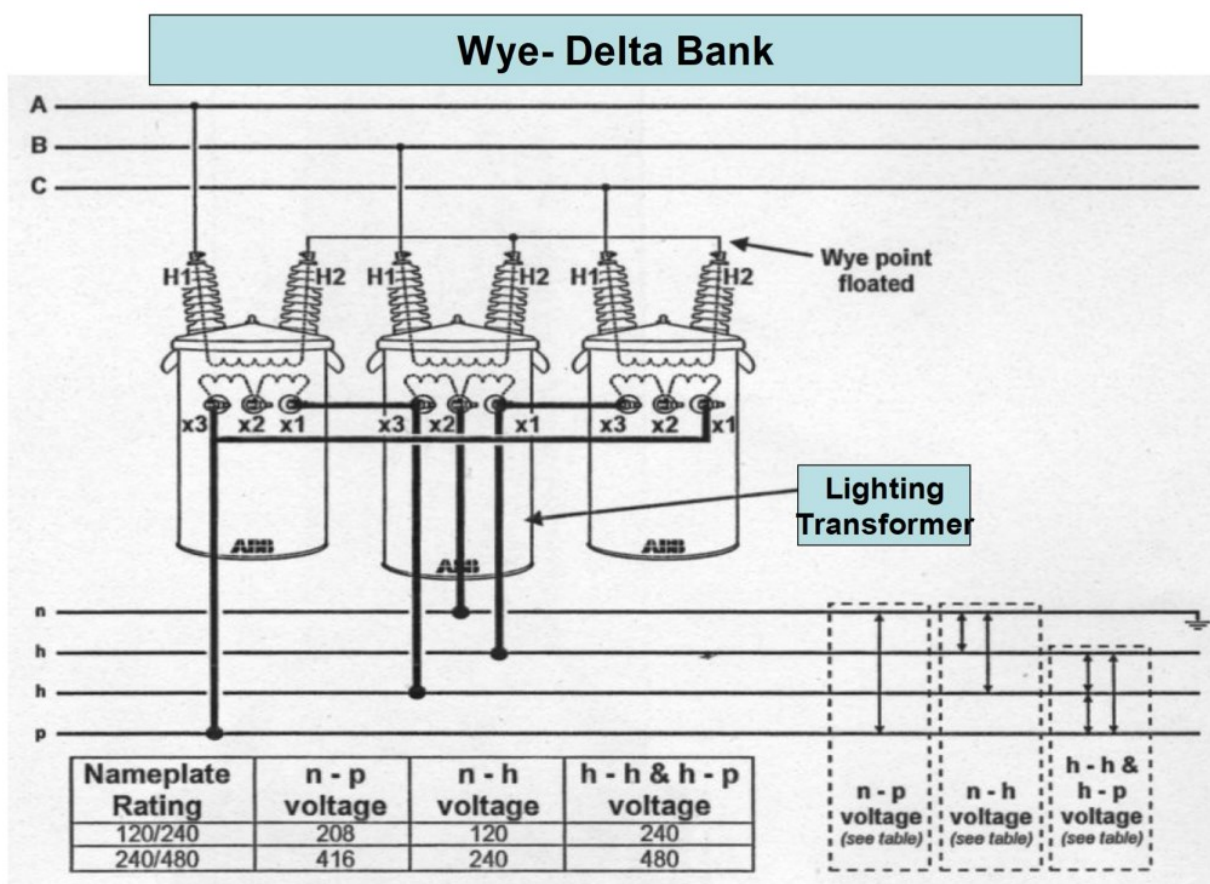 Wye- Delta Bank
A
B
C
H1 H2 H1 H2 H1 H2
Wye point
floated
x3 x2 x1 x3 x2 x1 x3 x2 x1
Lighting
Transformer
ABB ABB ABB
n
h
h
p
Nameplate Rating n - p voltage n - h voltage h - h & h - p voltage
120/240 208 120 240
240/480 416 240 480
n - p
voltage
(see table)
n - h
voltage
(see table)
h - h &
h - p
voltage
(see table)